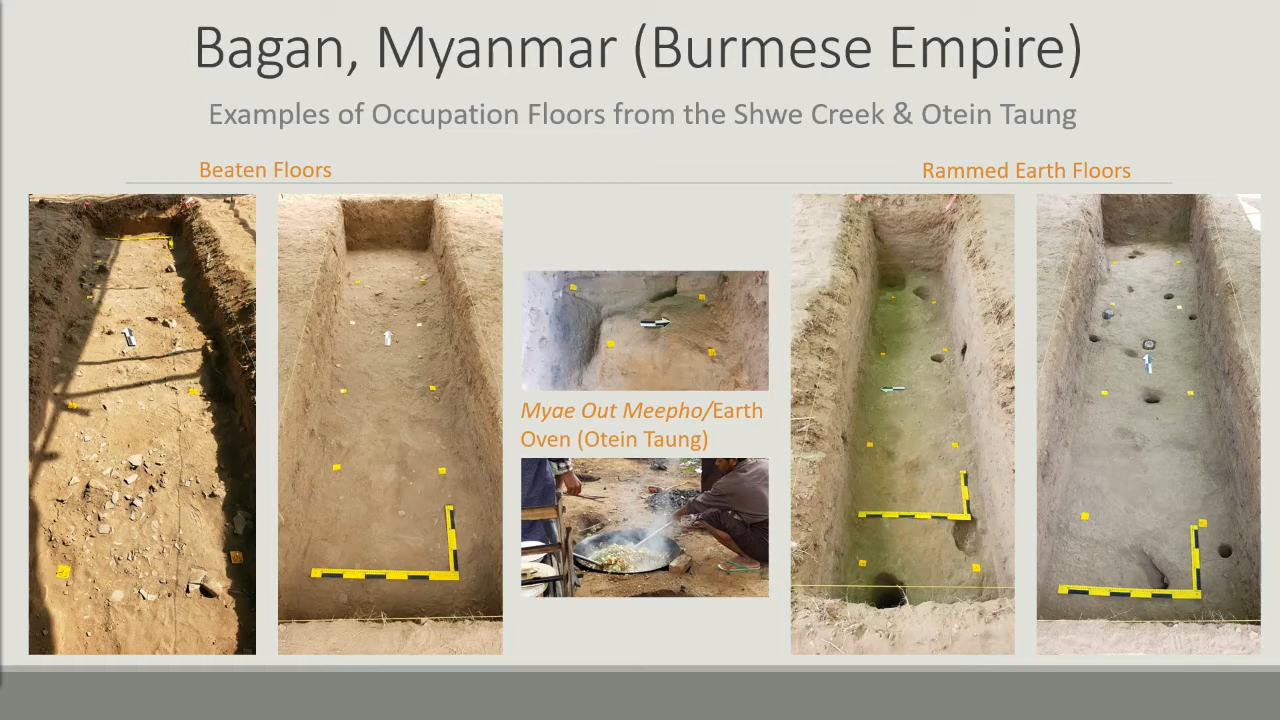 Bagan, Myanmar (Burmese Empire)
Examples of Occupation Floors from the Shwe Creek & Otein Taung
Beaten Floors
Rammed Earth Floors
Myae Out Meepho/Earth
Oven (Otein Taung)